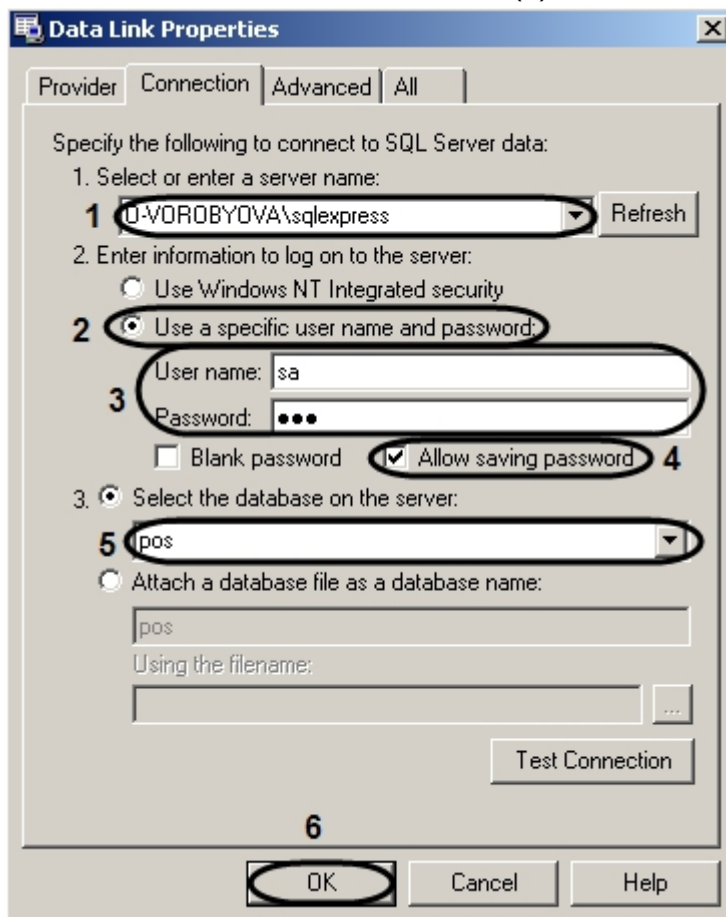 Data Link Properties
Provider Connection Advanced All
Specify the following to connect to SQL Server data:
1. Select or enter a server name:
1 O-VOROBYOVA\sqlexpress Refresh
2. Enter information to log on to the server:
Use Windows NT Integrated security
2 Use a specific user name and password:
User name: sa
3
Password: •••
Blank password Allow saving password 4
3. Select the database on the server:
5 pos
Attach a database file as a database name:
pos
Using the filename:
...
Test Connection
6
OK Cancel Help